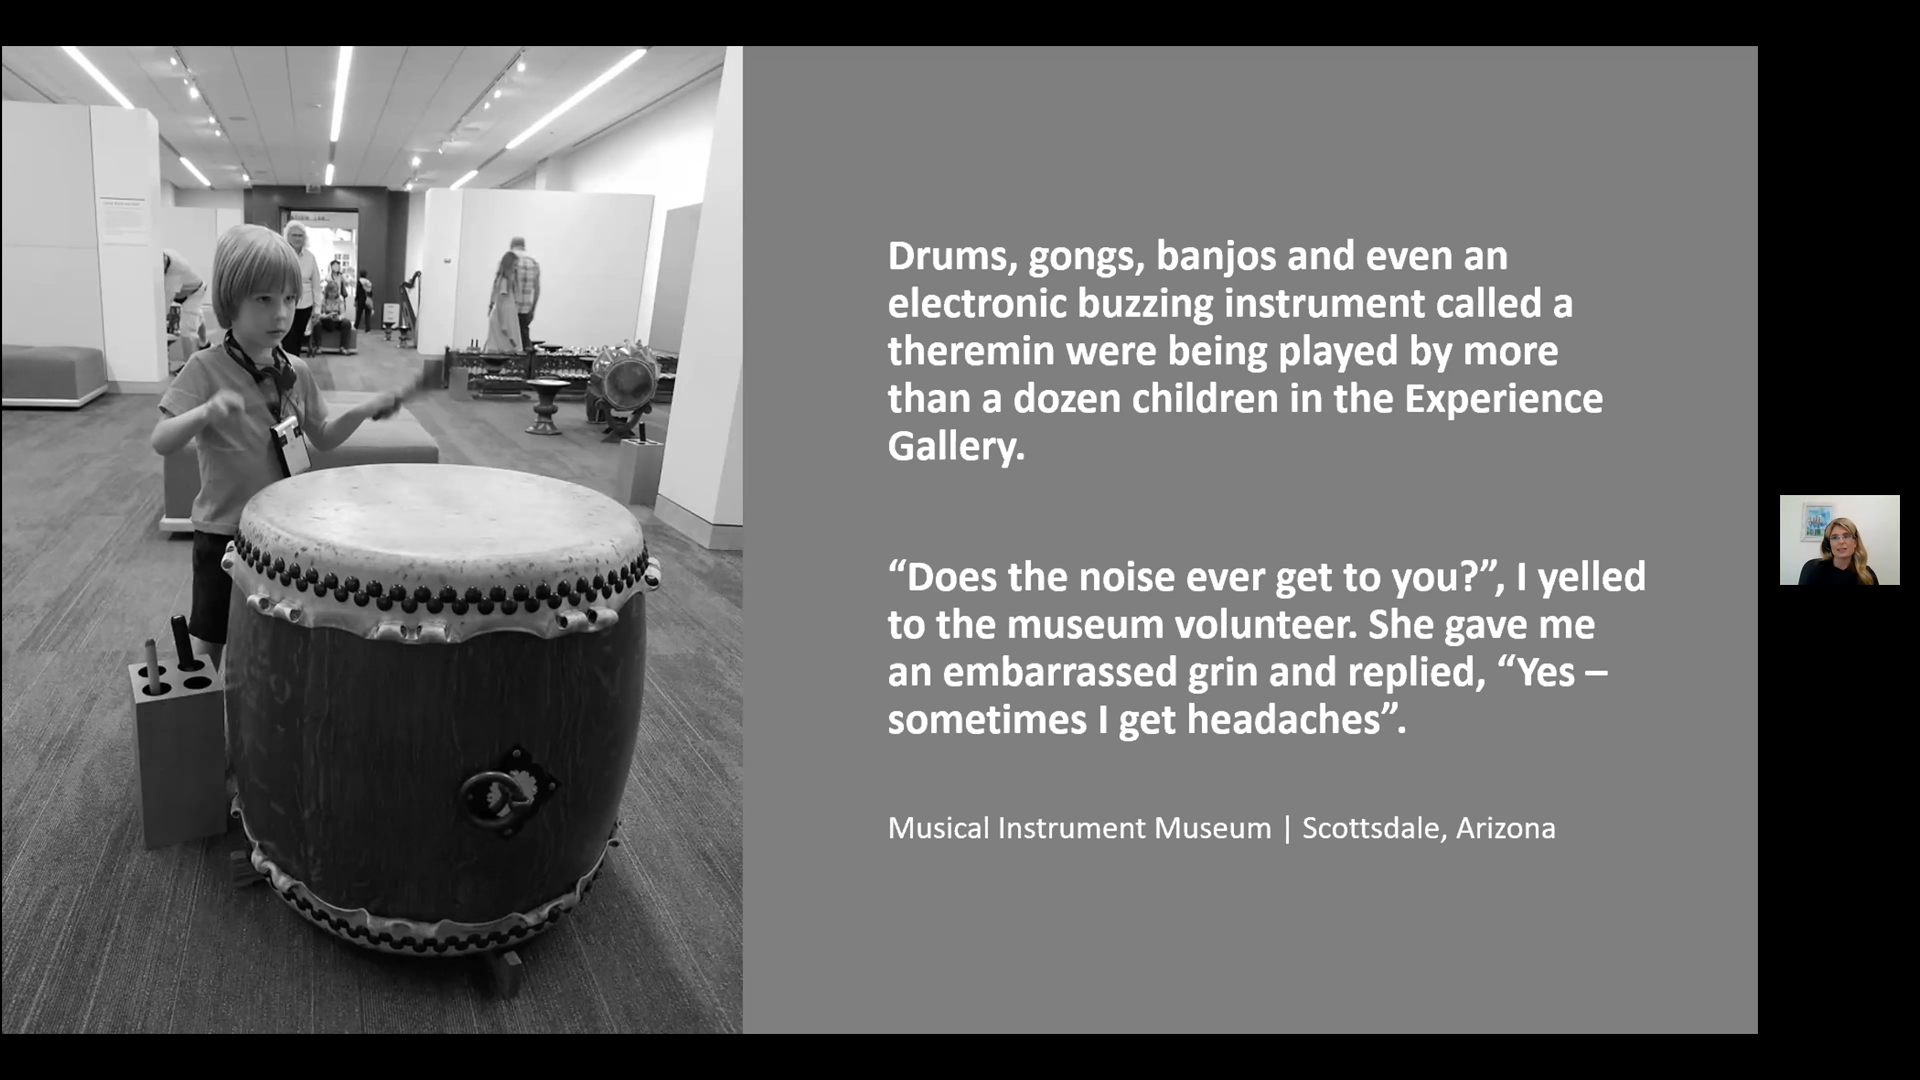 Drums, gongs, banjos and even an
electronic buzzing instrument called a
theremin were being played by more
than a dozen children in the Experience
Gallery.
“Does the noise ever get to you?”, I yelled
to the museum volunteer. She gave me
an embarrassed grin and replied, “Yes –
sometimes I get headaches”.
Musical Instrument Museum | Scottsdale, Arizona